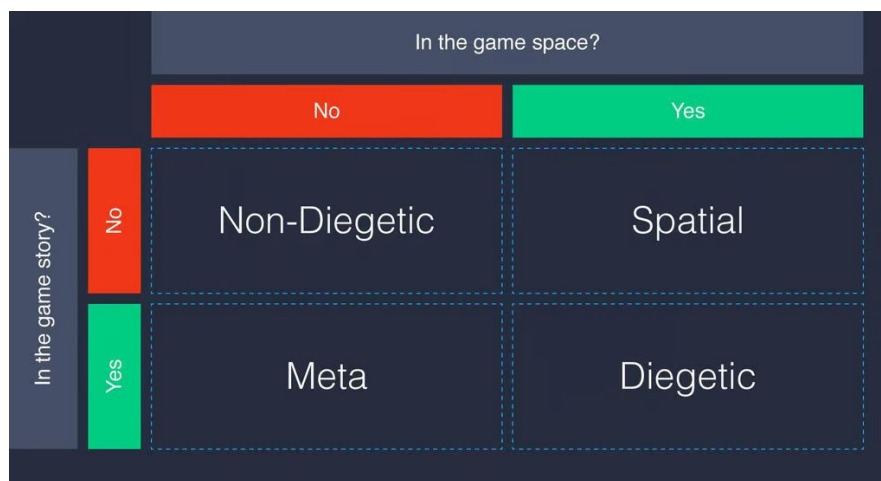 In the game space?
No
Yes
In the game story?
No
Non-Diegetic
Spatial
Yes
Meta
Diegetic